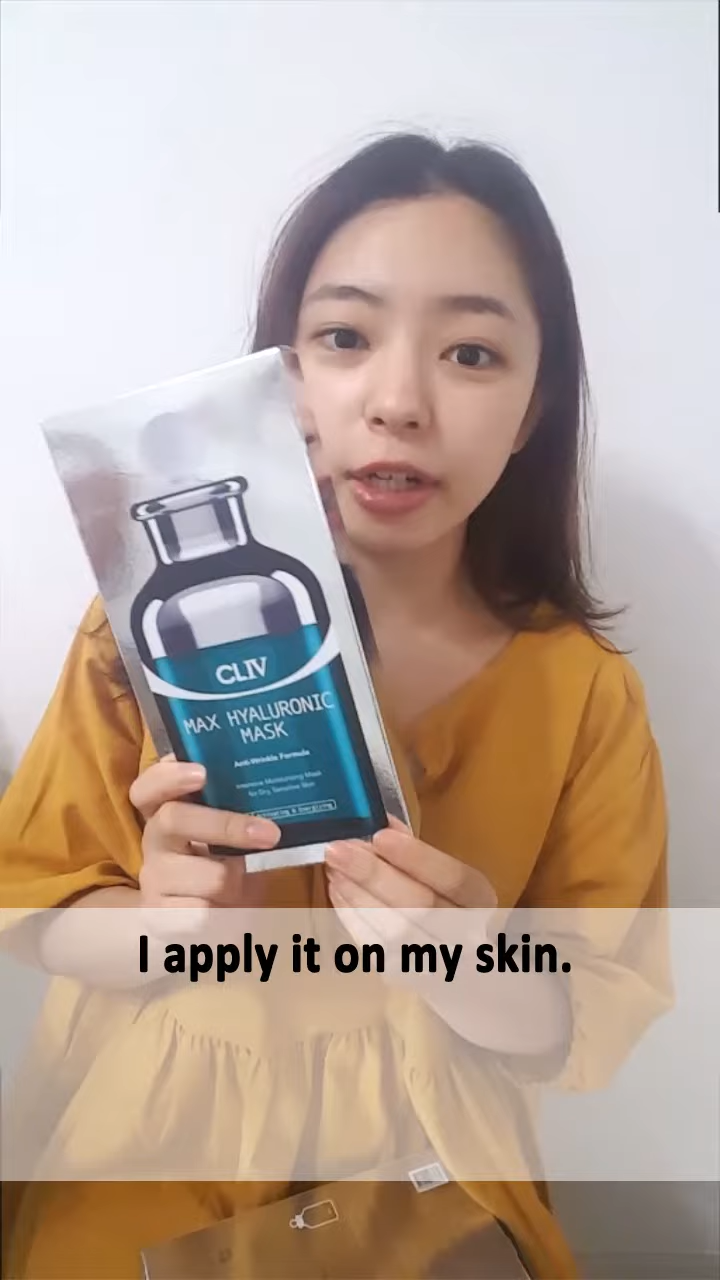 CLIV
MAX HYALURONIC
MASK
Anti-Wrinkle Formula
Intensive Moisturizing Mask
for Dry, Sensitive Skin
& Energizing
I apply it on my skin.